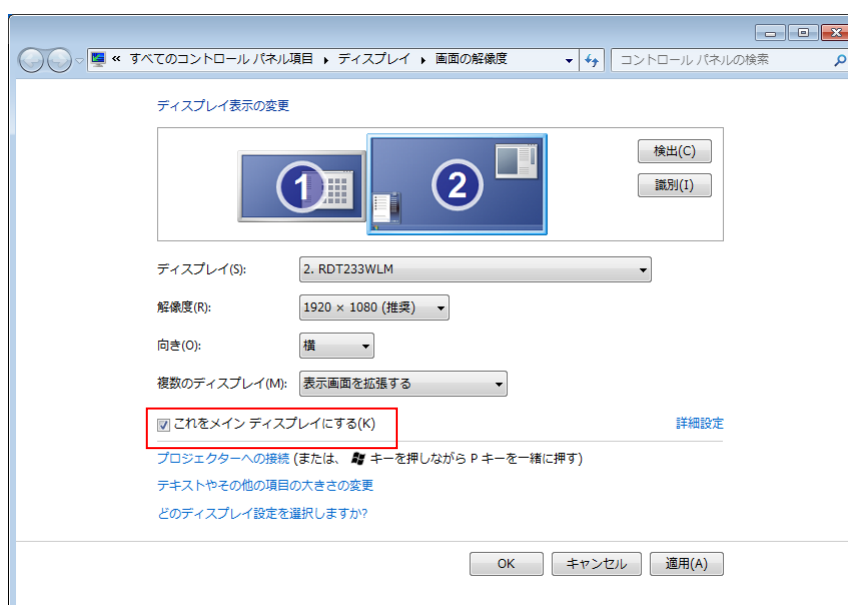 « すべてのコントロール パネル項目 ▸ ディスプレイ ▸ 画面の解像度
コントロール パネルの検索
ディスプレイ表示の変更
1
2
検出(C)
識別(I)
ディスプレイ(S): 2. RDT233WLM
解像度(R): 1920 × 1080 (推奨)
向き(O): 横
複数のディスプレイ(M): 表示画面を拡張する
これをメイン ディスプレイにする(K)
詳細設定
プロジェクターへの接続 (または、 キーを押しながら P キーを一緒に押す)
テキストやその他の項目の大きさの変更
どのディスプレイ設定を選択しますか?
OK キャンセル 適用(A)